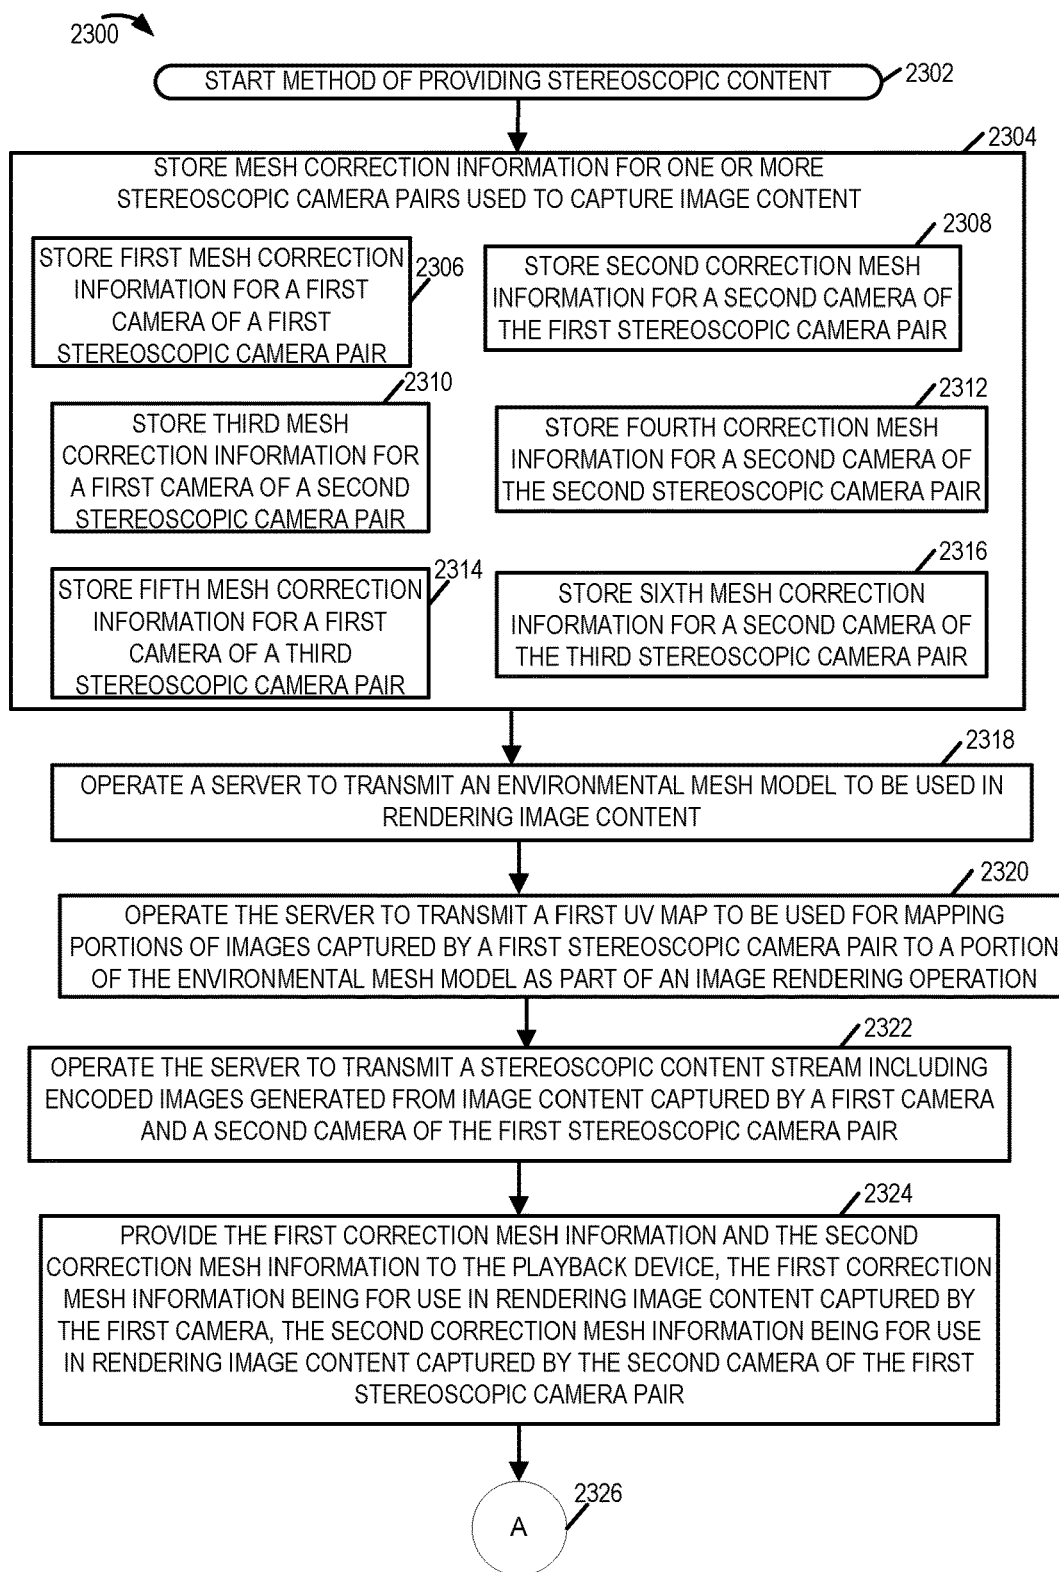 2300
START METHOD OF PROVIDING STEREOSCOPIC CONTENT
2302
2304
STORE MESH CORRECTION INFORMATION FOR ONE OR MORE
STEREOSCOPIC CAMERA PAIRS USED TO CAPTURE IMAGE CONTENT
STORE FIRST MESH CORRECTION
INFORMATION FOR A FIRST
CAMERA OF A FIRST
STEREOSCOPIC CAMERA PAIR
2306
2308
STORE SECOND CORRECTION MESH
INFORMATION FOR A SECOND CAMERA OF
THE FIRST STEREOSCOPIC CAMERA PAIR
2310
STORE THIRD MESH
CORRECTION INFORMATION FOR
A FIRST CAMERA OF A SECOND
STEREOSCOPIC CAMERA PAIR
2312
STORE FOURTH CORRECTION MESH
INFORMATION FOR A SECOND CAMERA OF
THE SECOND STEREOSCOPIC CAMERA PAIR
2314
STORE FIFTH MESH CORRECTION
INFORMATION FOR A FIRST
CAMERA OF A THIRD
STEREOSCOPIC CAMERA PAIR
2316
STORE SIXTH MESH CORRECTION
INFORMATION FOR A SECOND CAMERA OF
THE THIRD STEREOSCOPIC CAMERA PAIR
2318
OPERATE A SERVER TO TRANSMIT AN ENVIRONMENTAL MESH MODEL TO BE USED IN
RENDERING IMAGE CONTENT
2320
OPERATE THE SERVER TO TRANSMIT A FIRST UV MAP TO BE USED FOR MAPPING
PORTIONS OF IMAGES CAPTURED BY A FIRST STEREOSCOPIC CAMERA PAIR TO A PORTION
OF THE ENVIRONMENTAL MESH MODEL AS PART OF AN IMAGE RENDERING OPERATION
2322
OPERATE THE SERVER TO TRANSMIT A STEREOSCOPIC CONTENT STREAM INCLUDING
ENCODED IMAGES GENERATED FROM IMAGE CONTENT CAPTURED BY A FIRST CAMERA
AND A SECOND CAMERA OF THE FIRST STEREOSCOPIC CAMERA PAIR
2324
PROVIDE THE FIRST CORRECTION MESH INFORMATION AND THE SECOND
CORRECTION MESH INFORMATION TO THE PLAYBACK DEVICE, THE FIRST CORRECTION
MESH INFORMATION BEING FOR USE IN RENDERING IMAGE CONTENT CAPTURED BY
THE FIRST CAMERA, THE SECOND CORRECTION MESH INFORMATION BEING FOR USE
IN RENDERING IMAGE CONTENT CAPTURED BY THE SECOND CAMERA OF THE FIRST
STEREOSCOPIC CAMERA PAIR
2326
A